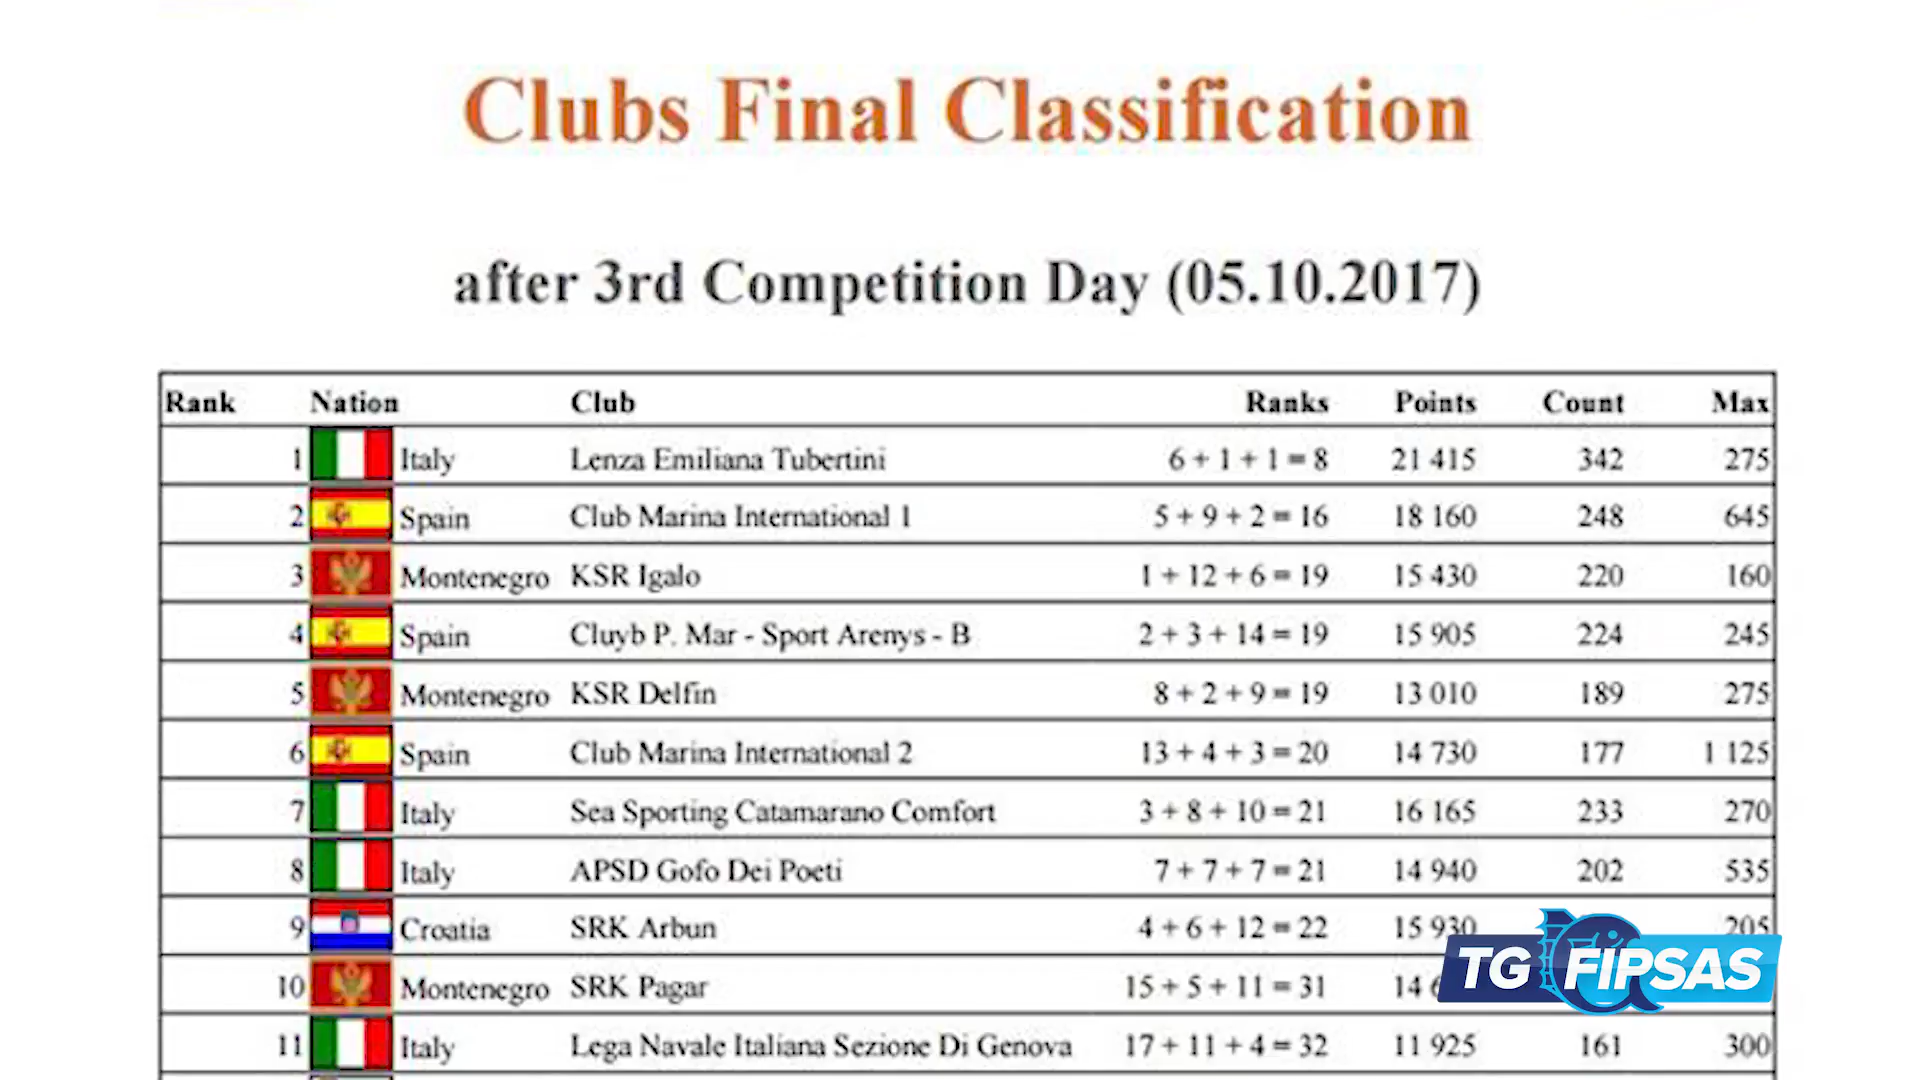 Clubs Final Classification
after 3rd Competition Day (05.10.2017)
Rank Nation Club Ranks Points Count Max
1 Italy Lenza Emiliana Tubertini 6 + 1 + 1 = 8 21 415 342 275
2 Spain Club Marina International 1 5 + 9 + 2 = 16 18 160 248 645
3 Montenegro KSR Igalo 1 + 12 + 6 = 19 15 430 220 160
4 Spain Cluyb P. Mar - Sport Arenys - B 2 + 3 + 14 = 19 15 905 224 245
5 Montenegro KSR Delfin 8 + 2 + 9 = 19 13 010 189 275
6 Spain Club Marina International 2 13 + 4 + 3 = 20 14 730 177 1 125
7 Italy Sea Sporting Catamarano Comfort 3 + 8 + 10 = 21 16 165 233 270
8 Italy APSD Gofo Dei Poeti 7 + 7 + 7 = 21 14 940 202 535
9 Croatia SRK Arbun 4 + 6 + 12 = 22 15 930 205
10 Montenegro SRK Pagar 15 + 5 + 11 = 31 14
TG FIPSAS
11 Italy Lega Navale Italiana Sezione Di Genova 17 + 11 + 4 = 32 11 925 161 300